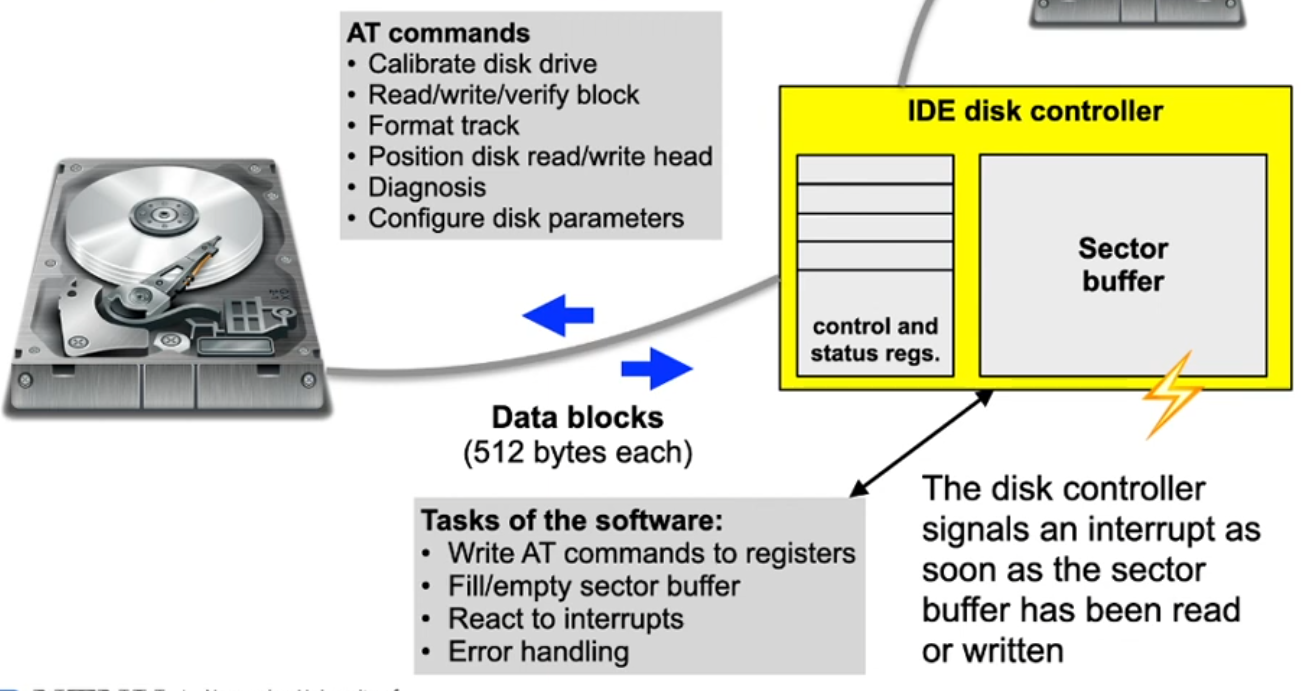 AT commands
• Calibrate disk drive
• Read/write/verify block
• Format track
• Position disk read/write head
• Diagnosis
• Configure disk parameters
IDE disk controller
Sector
buffer
control and
status regs.
Data blocks
(512 bytes each)
Tasks of the software:
• Write AT commands to registers
• Fill/empty sector buffer
• React to interrupts
• Error handling
The disk controller
signals an interrupt as
soon as the sector
buffer has been read
or written